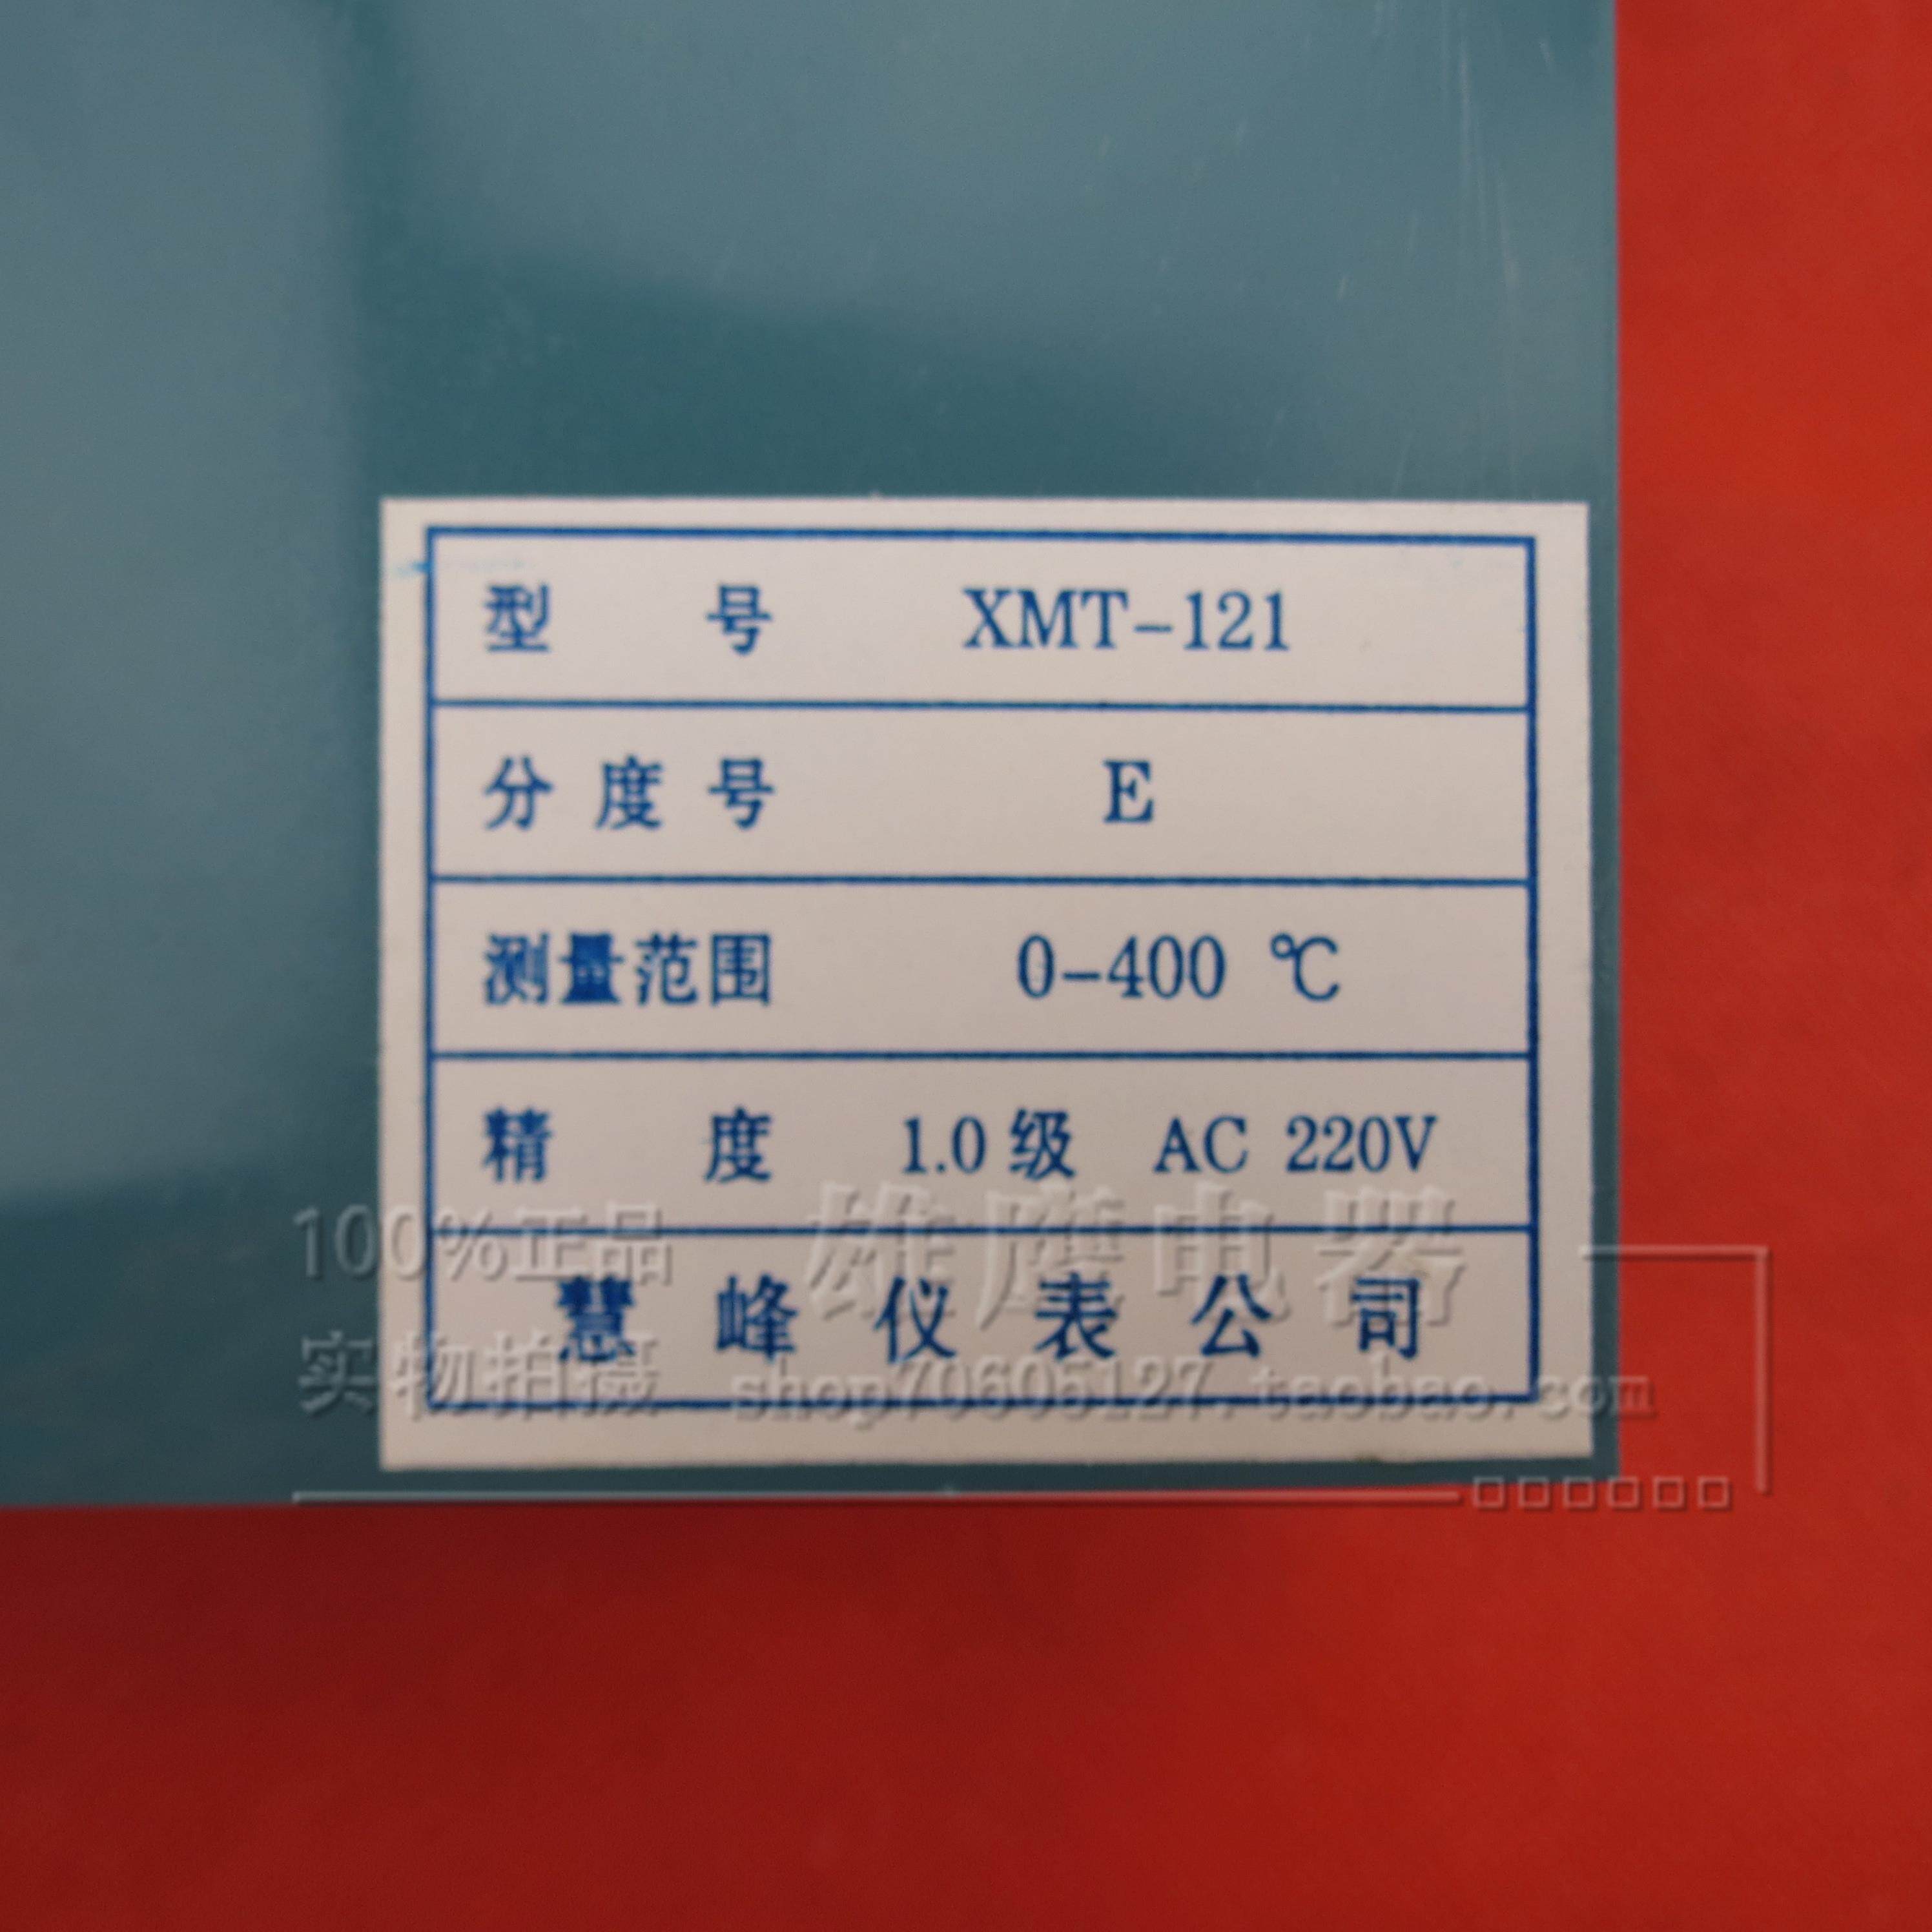 型 号 XMT-121
分度号 E
测量范围 0-400 ℃
精 度 1.0级 AC 220V
慧峰仪表公司
100%正品 雄鹰电器
实物拍摄 shop70605127.taobao.com